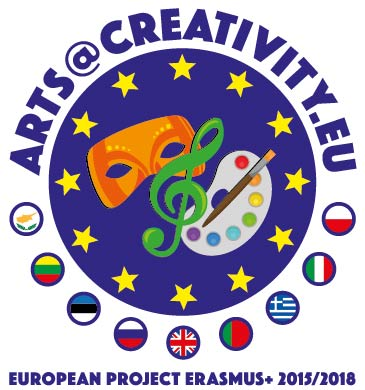 ARTS@CREATIVITY.EU
EUROPEAN PROJECT ERASMUS+ 2015/2018